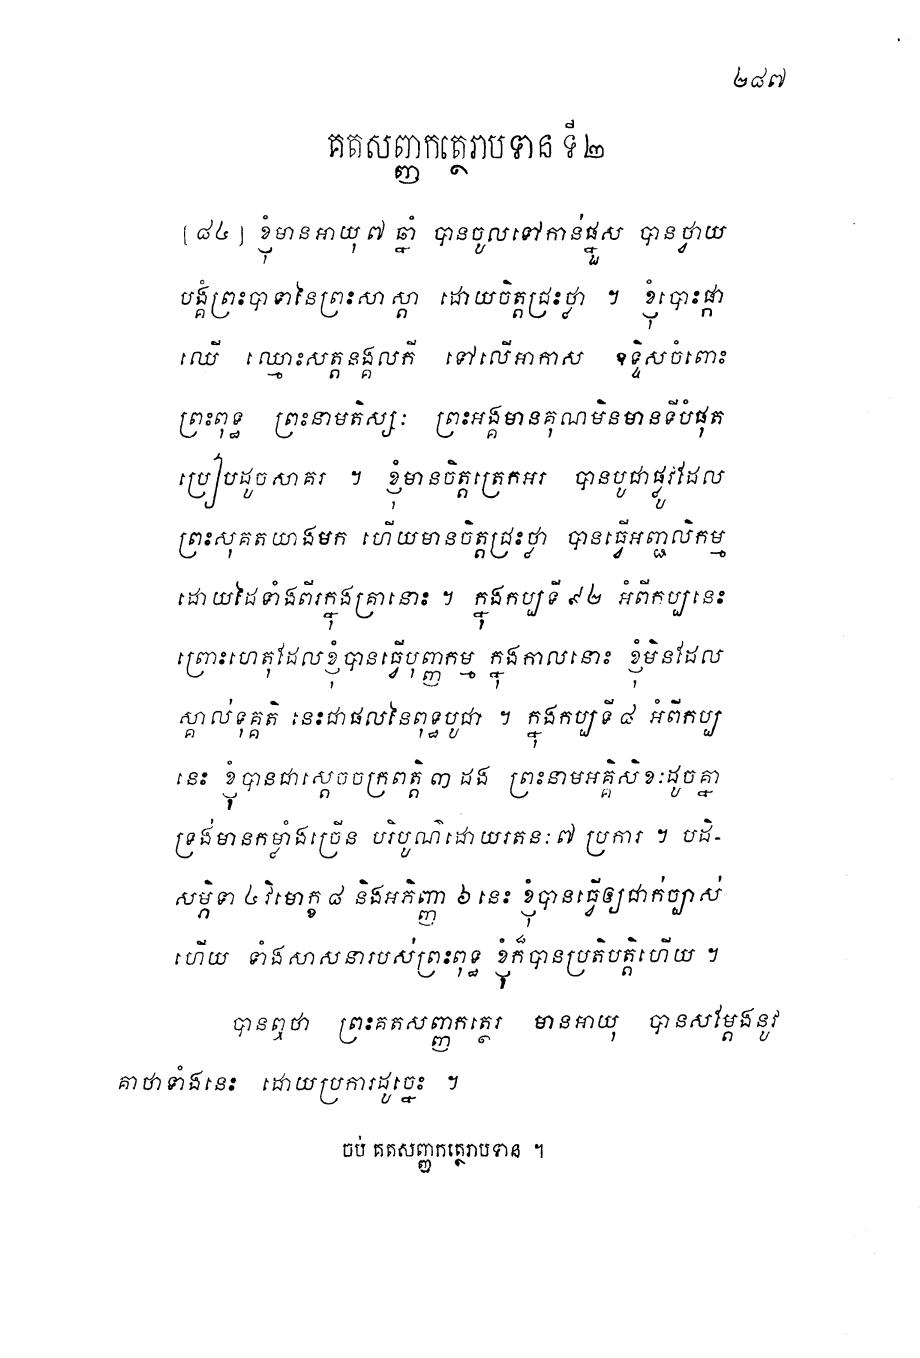 ២៨៧
គតសញ្ញកត្ថេរាបទាន ទី២
[៨៤] ខ្ញុំមានអាយុ ៧ ឆ្នាំ បានចូលទៅកាន់ផ្នួស បានថ្វាយ
បង្គំព្រះបាទានៃព្រះសាស្តា ដោយចិត្តជ្រះថ្លា ។ ខ្ញុំបោះផ្កា
ឈើ ឈ្មោះសត្តនង្គលកី ទៅលើអាកាស ឧទ្ទិសចំពោះ
ព្រះពុទ្ធ ព្រះនាមតិស្សៈ ព្រះអង្គមានគុណមិនមានទីបំផុត
ប្រៀបដូចសាគរ ។ ខ្ញុំមានចិត្តត្រេកអរ បានបូជាផ្លូវដែល
ព្រះសុគតយាងមក ហើយមានចិត្តជ្រះថ្លា បានធ្វើអញ្ជលិកម្ម
ដោយដៃទាំងពីរក្នុងគ្រានោះ ។ ក្នុងកប្បទី ៩២ អំពីកប្បនេះ
ព្រោះហេតុដែលខ្ញុំបានធ្វើបុញ្ញកម្ម ក្នុងកាលនោះ ខ្ញុំមិនដែល
ស្គាល់ទុគ្គតិ នេះជាផលនៃពុទ្ធបូជា ។ ក្នុងកប្បទី ៨ អំពីកប្ប
នេះ ខ្ញុំបានជាស្តេចចក្រពត្តិ ៣ ដង ព្រះនាមអគ្គិសិខៈដូចគ្នា
ទ្រង់មានកម្លាំងច្រើន បរិបូណ៌ដោយរតនៈ ៧ ប្រការ ។ បដិ-
សម្ភិទា ៤ វិមោក្ខ ៨ និងអភិញ្ញា ៦ នេះ ខ្ញុំបានធ្វើឲ្យជាក់ច្បាស់
ហើយ ទាំងសាសនារបស់ព្រះពុទ្ធ ខ្ញុំក៏បានប្រតិបត្តិហើយ ។
បានឮថា ព្រះគតសញ្ញកត្ថេរ មានអាយុ បានសម្តែងនូវ
គាថាទាំងនេះ ដោយប្រការដូច្នេះ ។
ចប់ គតសញ្ញកត្ថេរាបទាន ។